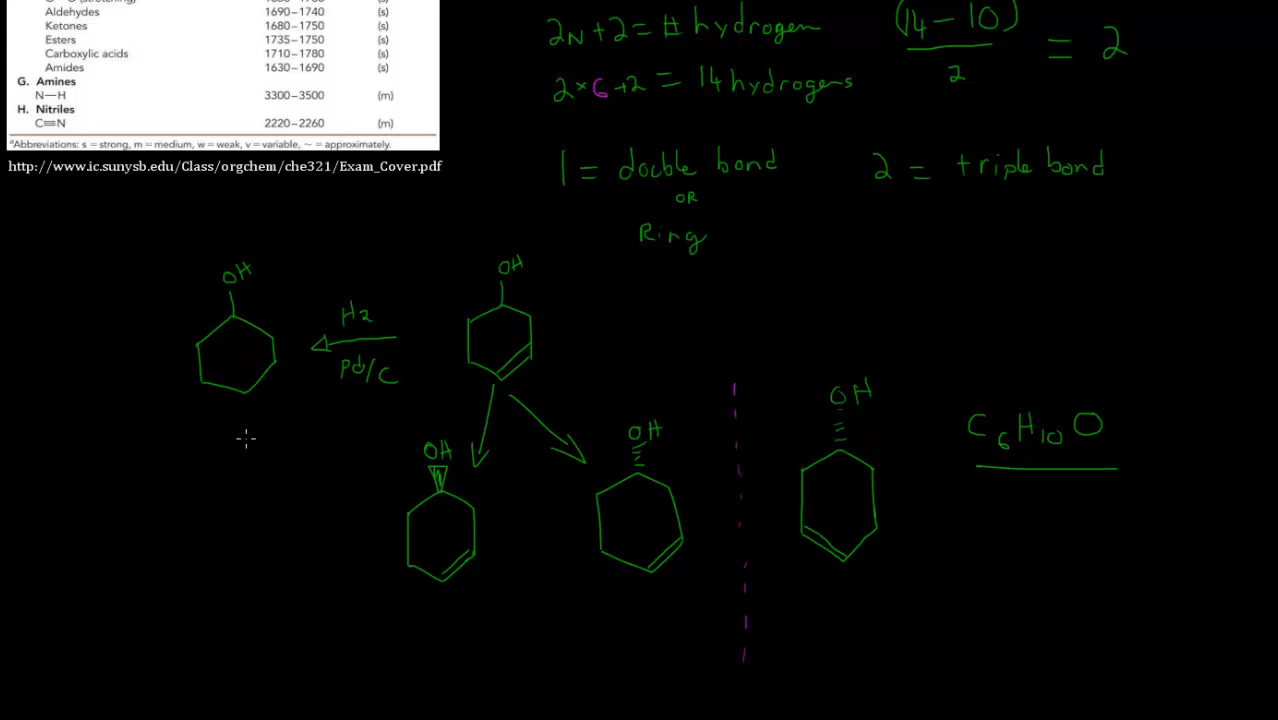 Aldehydes 1690–1740 (s)
Ketones 1680–1750 (s)
Esters 1735–1750 (s)
Carboxylic acids 1710–1780 (s)
Amides 1630–1690 (s)
G. Amines
N—H 3300–3500 (m)
H. Nitriles
C≡N 2220–2260 (m)
ᵃAbbreviations: s = strong, m = medium, w = weak, v = variable, ~ = approximately.
http://www.ic.sunysb.edu/Class/orgchem/che321/Exam_Cover.pdf
2N+2 = # hydrogen
2×6+2 = 14 hydrogens
(14-10)
2
= 2
1 = double bond
OR
Ring
2 = triple bond
OH
H2
Pd/C
OH
OH
OH
OH
C6H10O